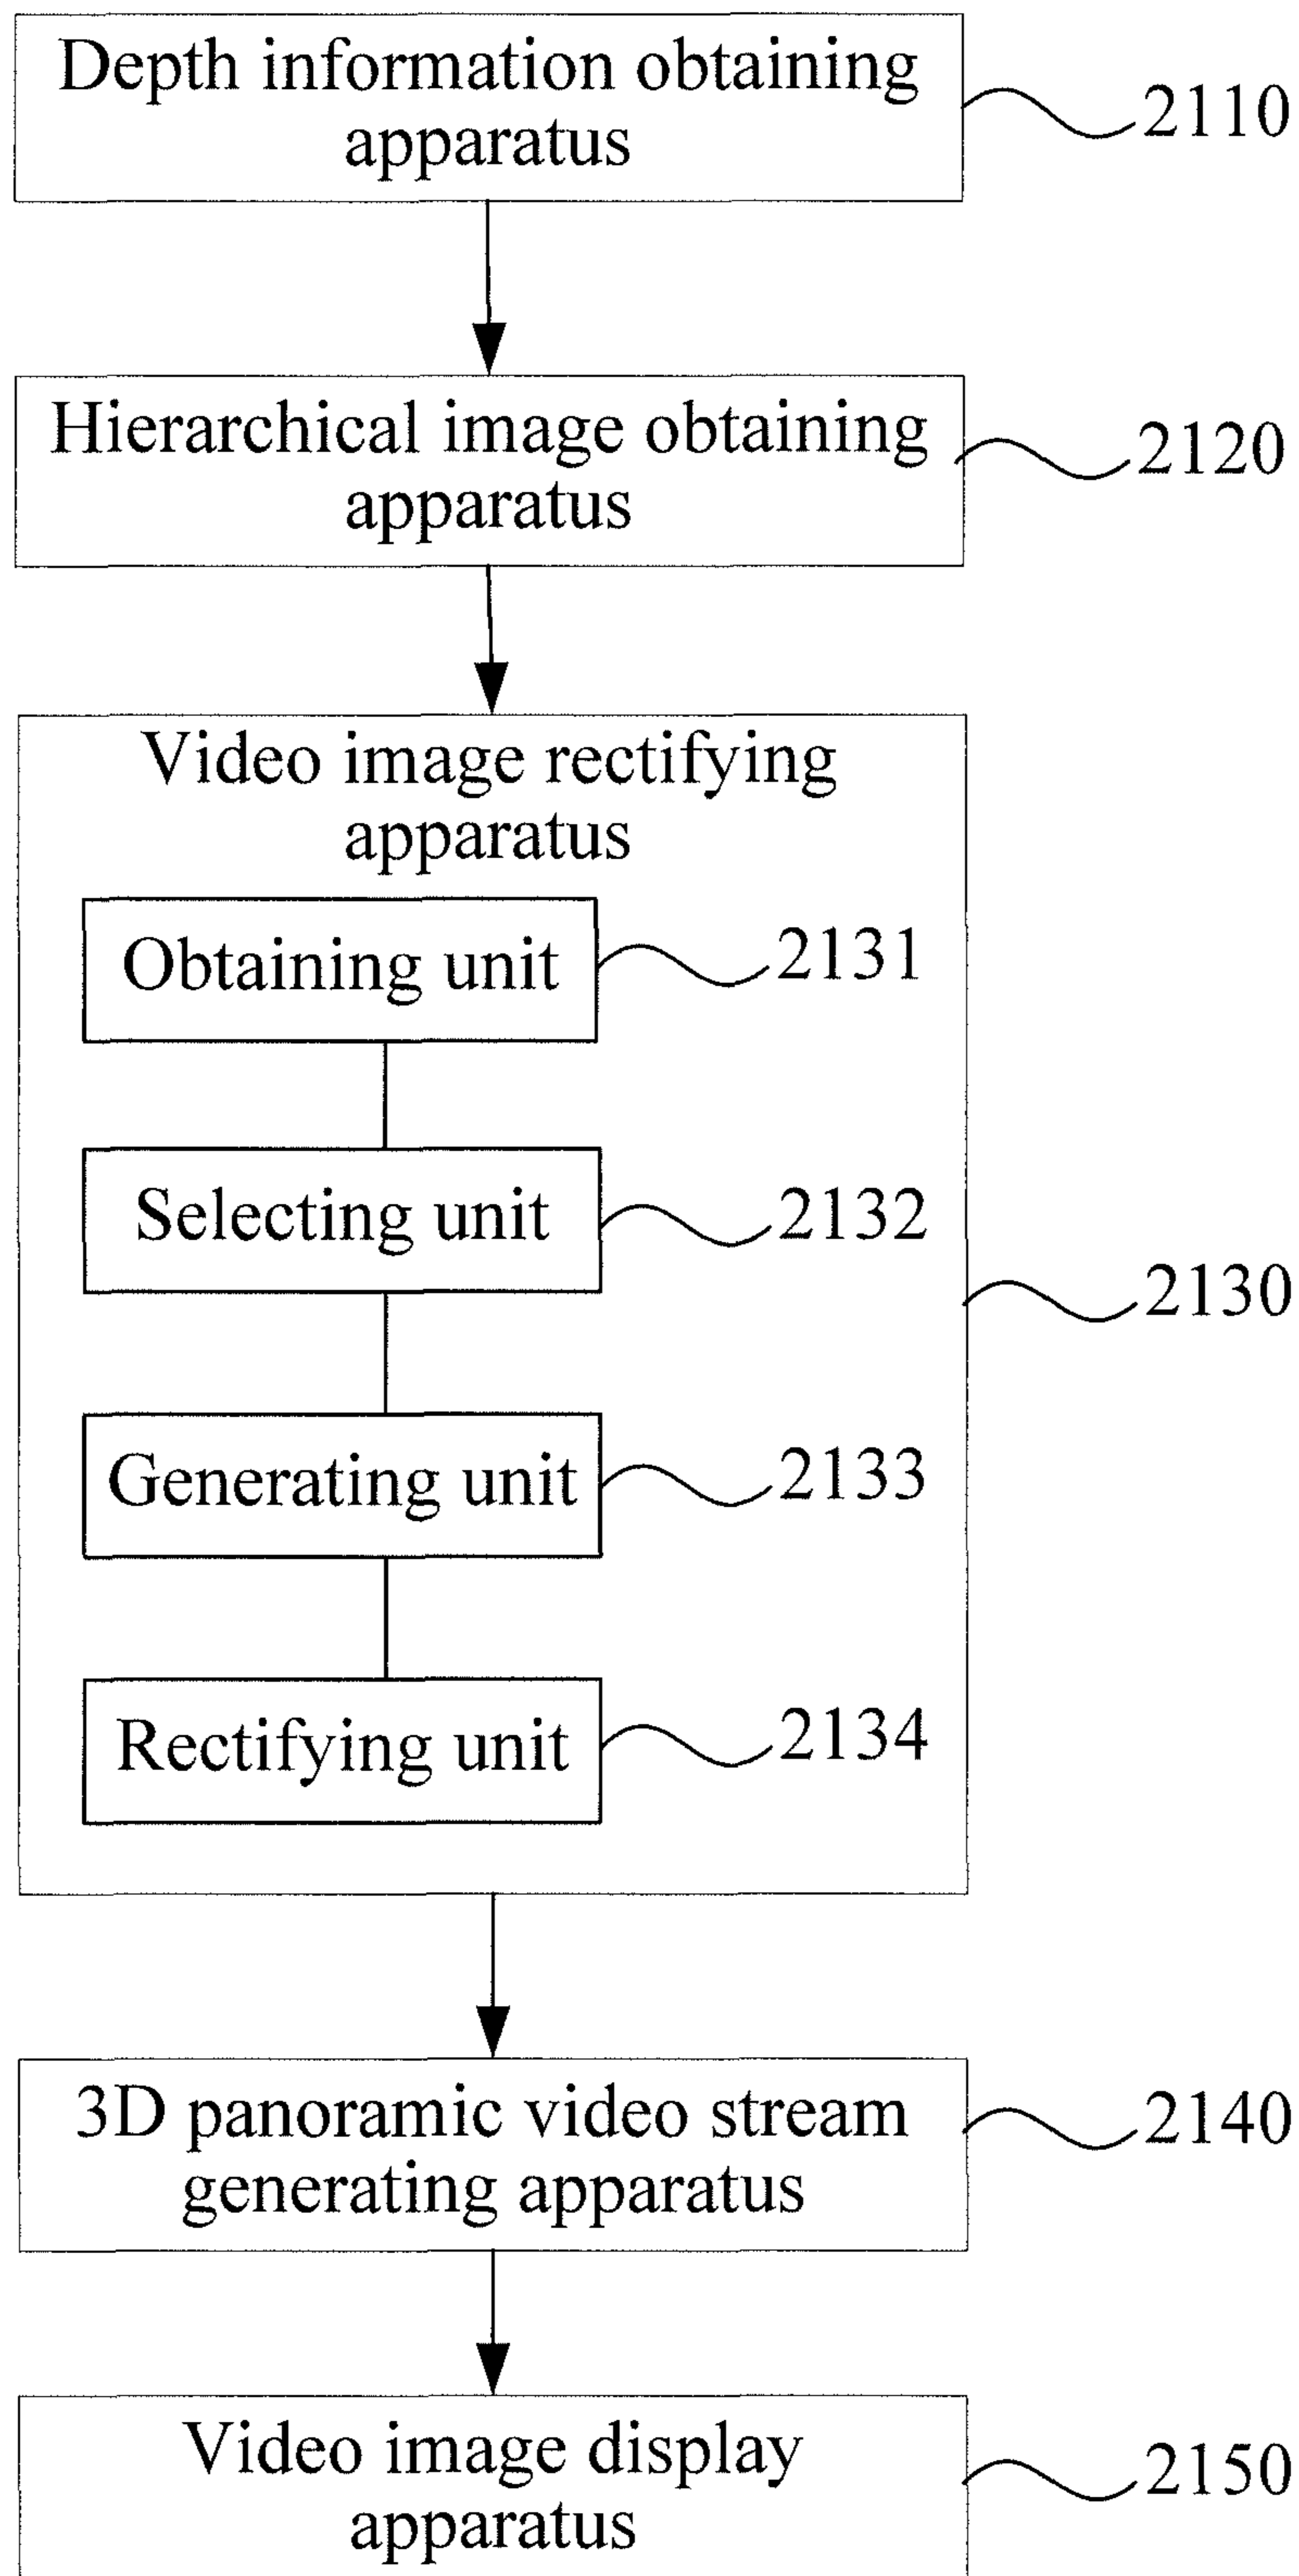 Depth information obtaining
apparatus
2110
Hierarchical image obtaining
apparatus
2120
Video image rectifying
apparatus
Obtaining unit
2131
Selecting unit
2132
2130
Generating unit
2133
Rectifying unit
2134
3D panoramic video stream
generating apparatus
2140
Video image display
apparatus
2150